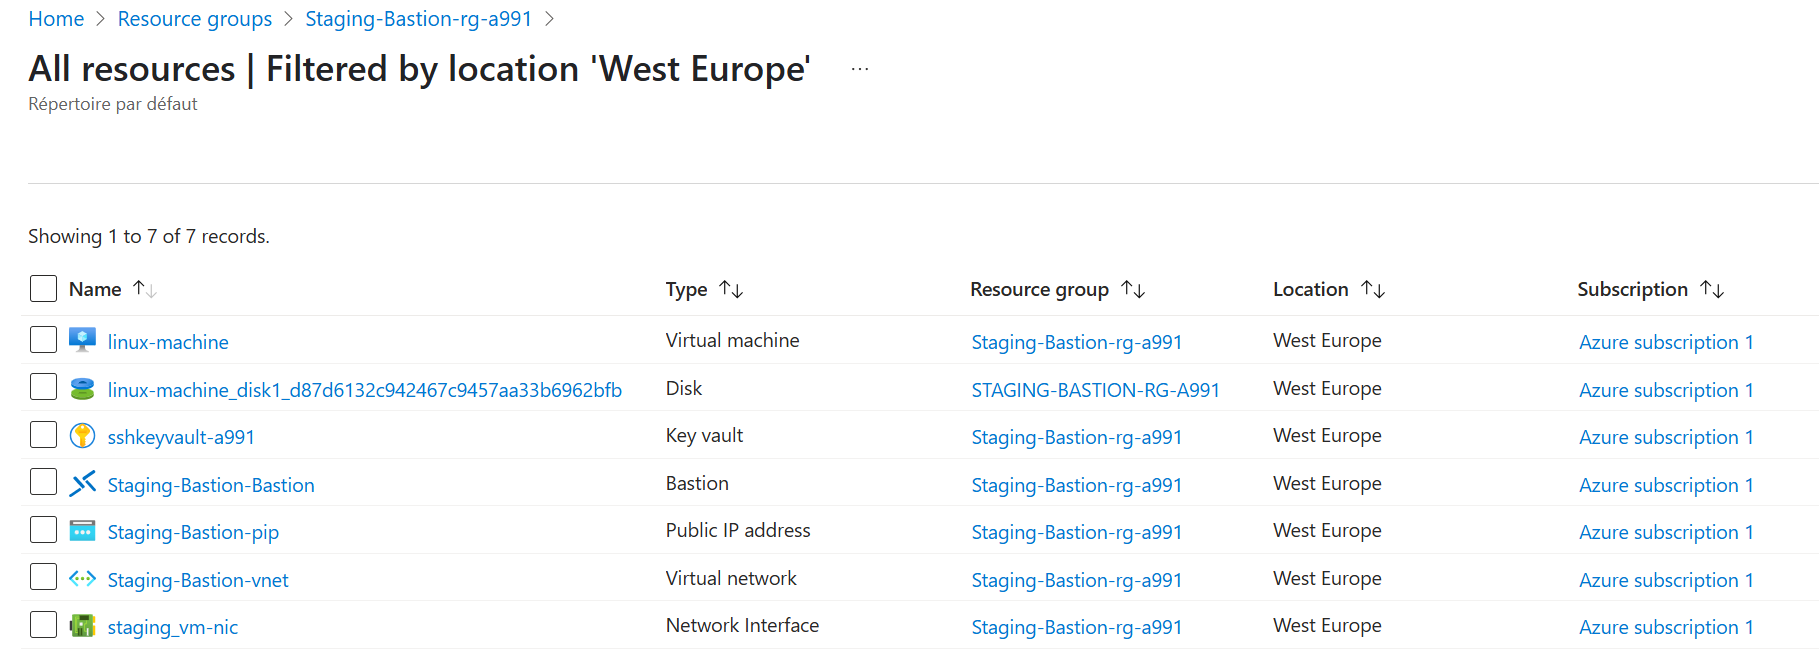 Home > Resource groups > Staging-Bastion-rg-a991 >
All resources | Filtered by location 'West Europe' ...
Répertoire par défaut
Showing 1 to 7 of 7 records.
Name ↑↓ Type ↑↓ Resource group ↑↓ Location ↑↓ Subscription ↑↓
linux-machine Virtual machine Staging-Bastion-rg-a991 West Europe Azure subscription 1
linux-machine_disk1_d87d6132c942467c9457aa33b6962bfb Disk STAGING-BASTION-RG-A991 West Europe Azure subscription 1
sshkeyvault-a991 Key vault Staging-Bastion-rg-a991 West Europe Azure subscription 1
Staging-Bastion-Bastion Bastion Staging-Bastion-rg-a991 West Europe Azure subscription 1
Staging-Bastion-pip Public IP address Staging-Bastion-rg-a991 West Europe Azure subscription 1
Staging-Bastion-vnet Virtual network Staging-Bastion-rg-a991 West Europe Azure subscription 1
staging_vm-nic Network Interface Staging-Bastion-rg-a991 West Europe Azure subscription 1